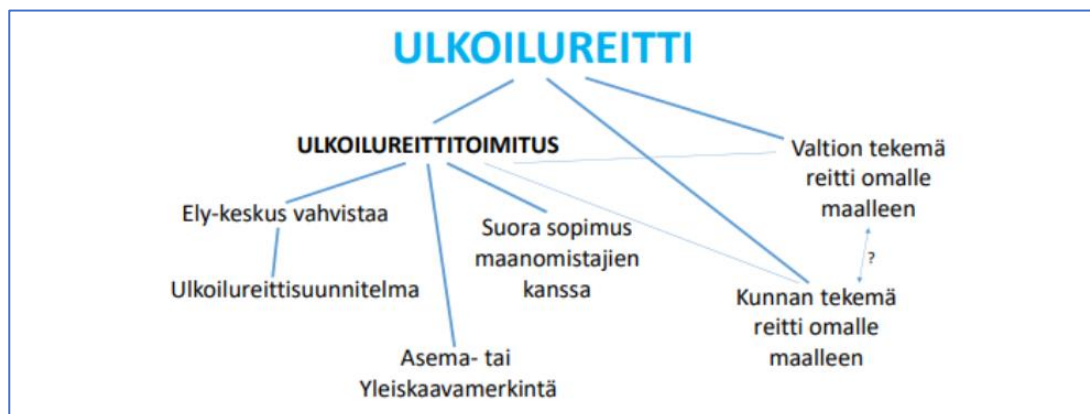 ULKOILUREITTI
ULKOILUREITTITOIMITUS
Valtion tekemä
reitti omalle
maalleen
Ely-keskus vahvistaa
Suora sopimus
maanomistajien
kanssa
?
Ulkoilureittisuunnitelma
Kunnan tekemä
reitti omalle
maalleen
Asema- tai
Yleiskaavamerkintä